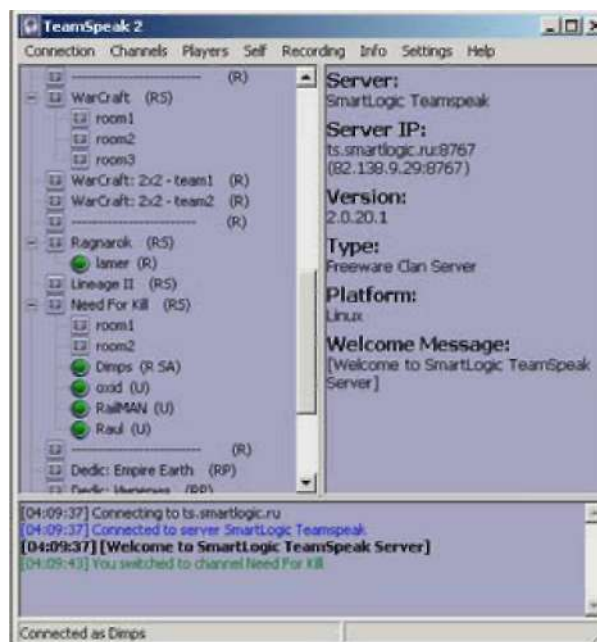 TeamSpeak 2
Connection Channels Players Self Recording Info Settings Help
---------------------------- (R)
WarCraft (RS)
room1
room2
room3
WarCraft: 2x2 - team1 (R)
WarCraft: 2x2 - team2 (R)
--------------------------- (R)
Ragnarok (RS)
lamer (R)
Lineage II (RS)
Need For Kill (RS)
room1
room2
Dimps (R SA)
oxid (U)
RailMAN (U)
Raul (U)
---------------------------- (R)
Dedic: Empire Earth (RP)
Dedic: (RP)
Server:
SmartLogic Teamspeak
Server IP:
ts.smartlogic.ru:8767
(82.138.9.29:8767)
Version:
2.0.20.1
Type:
Freeware Clan Server
Platform:
Linux
Welcome Message:
[Welcome to SmartLogic TeamSpeak
Server]
[04:09:37] Connecting to ts.smartlogic.ru
[04:09:37] Connected to server SmartLogic Teamspeak
[04:09:37] [Welcome to SmartLogic TeamSpeak Server]
[04:09:43] You switched to channel Need For Kill
Connected as Dimps